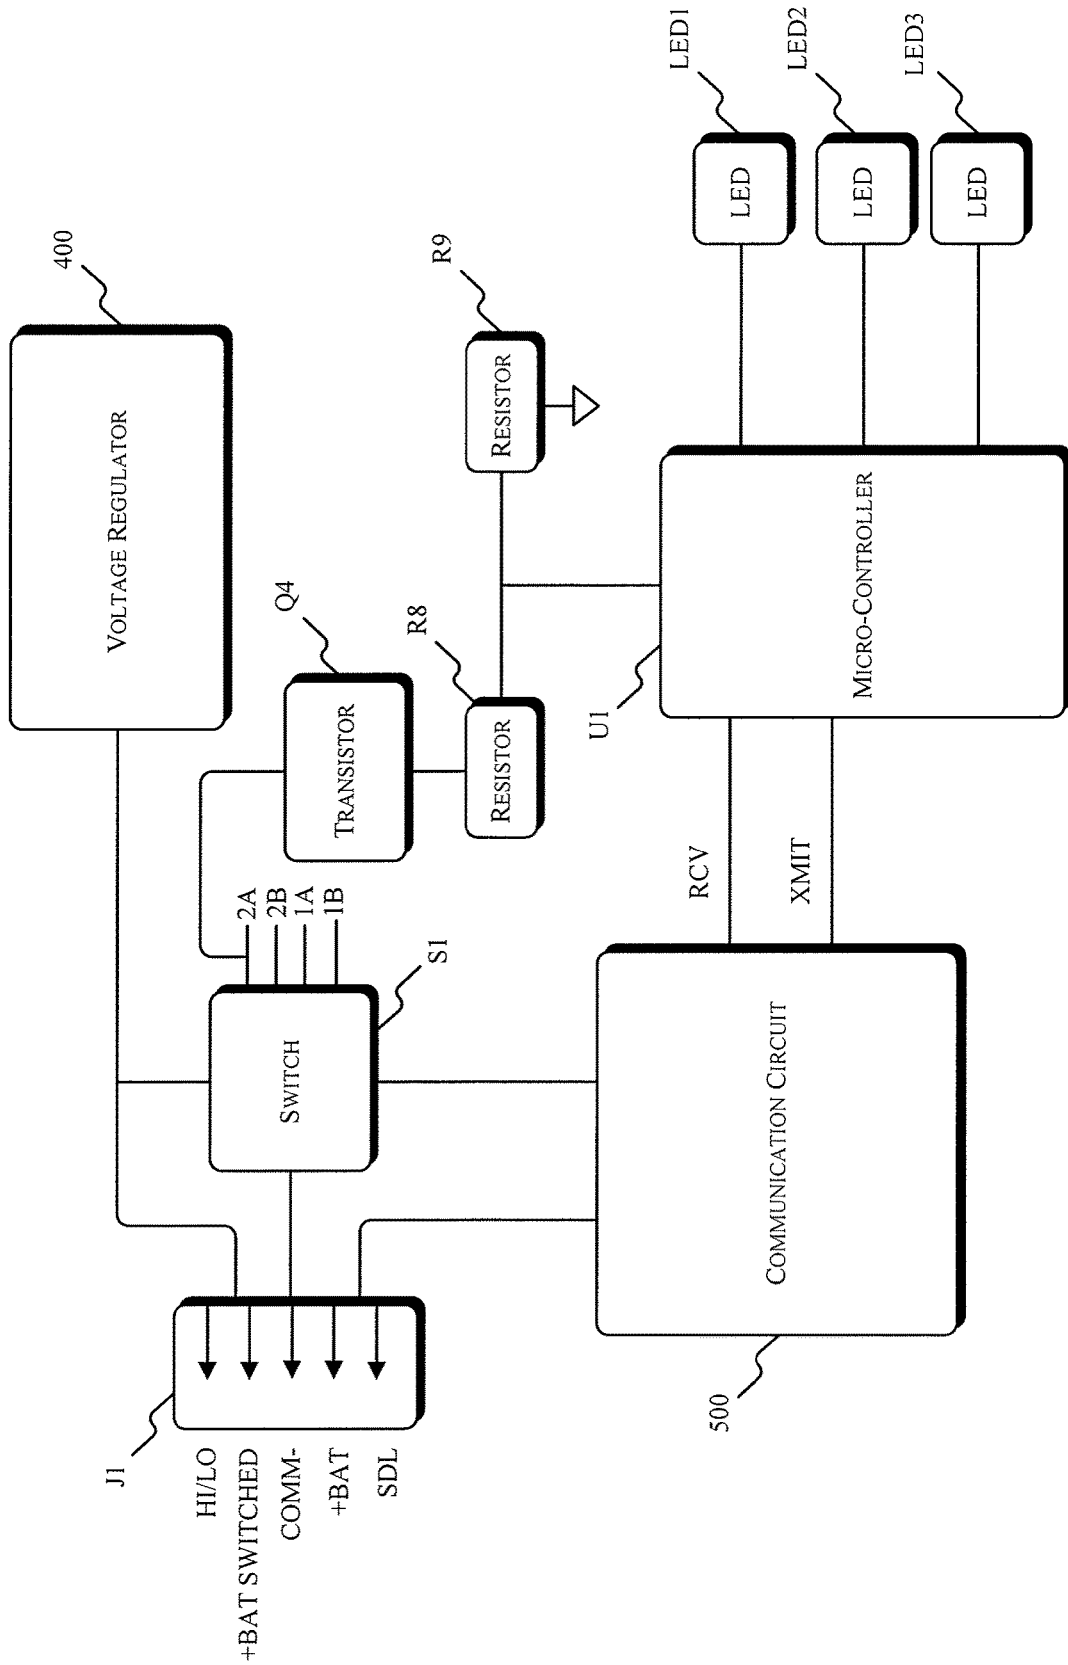 400
VOLTAGE REGULATOR
J1
HI/LO
+BAT SWITCHED
COMM-
+BAT
SDL
SWITCH
S1
2A
2B
1A
1B
Q4
TRANSISTOR
R8
RESISTOR
R9
RESISTOR
500
COMMUNICATION CIRCUIT
RCV
XMIT
U1
MICRO-CONTROLLER
LED1
LED
LED2
LED
LED3
LED